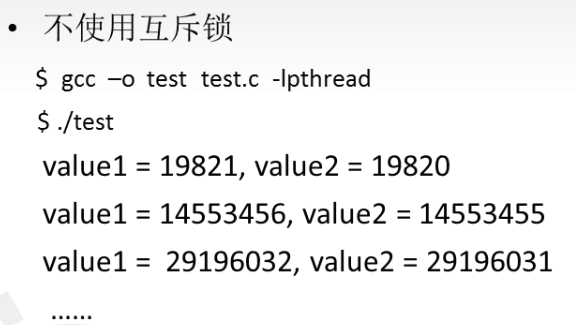 • 不使用互斥锁
$ gcc –o test test.c -lpthread
$ ./test
value1 = 19821, value2 = 19820
value1 = 14553456, value2 = 14553455
value1 = 29196032, value2 = 29196031
......